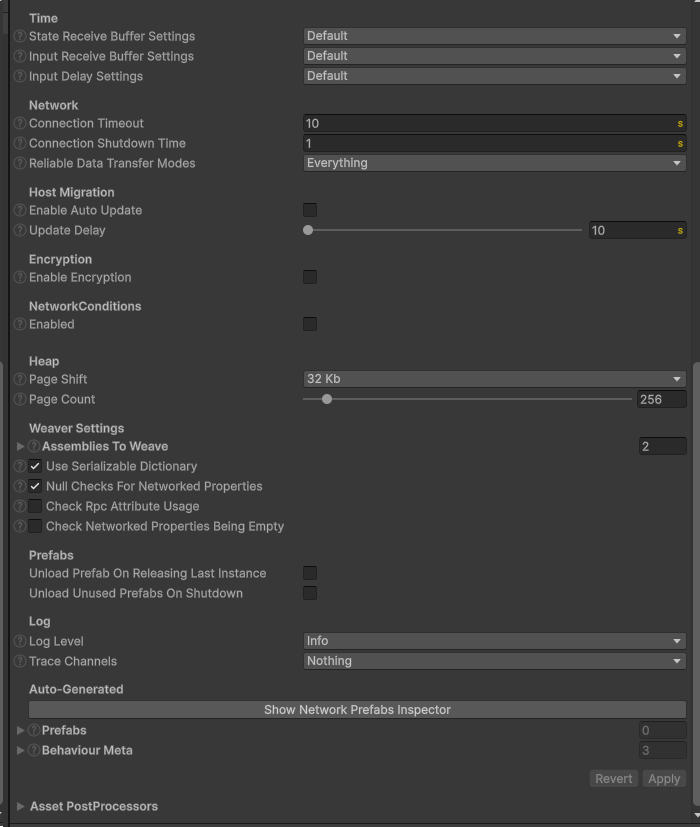 Time
State Receive Buffer Settings Default
Input Receive Buffer Settings Default
Input Delay Settings Default
Network
Connection Timeout 10 s
Connection Shutdown Time 1 s
Reliable Data Transfer Modes Everything
Host Migration
Enable Auto Update
Update Delay 10 s
Encryption
Enable Encryption
NetworkConditions
Enabled
Heap
Page Shift 32 Kb
Page Count 256
Weaver Settings
Assemblies To Weave 2
Use Serializable Dictionary
Null Checks For Networked Properties
Check Rpc Attribute Usage
Check Networked Properties Being Empty
Prefabs
Unload Prefab On Releasing Last Instance
Unload Unused Prefabs On Shutdown
Log
Log Level Info
Trace Channels Nothing
Auto-Generated
Show Network Prefabs Inspector
Prefabs 0
Behaviour Meta 3
Revert Apply
Asset PostProcessors